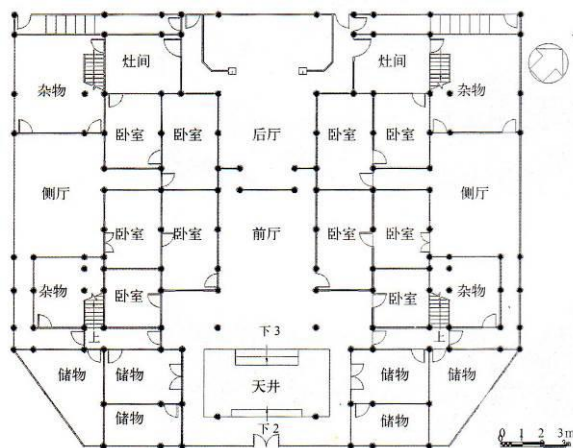 灶间 灶间
杂物 杂物
卧室 卧室 后厅 卧室 卧室
侧厅 侧厅
卧室 卧室 前厅 卧室 卧室
杂物 卧室 卧室 杂物
上 下3 上
储物 储物 天井 储物 储物
储物 下2 储物
0 1 2 3m